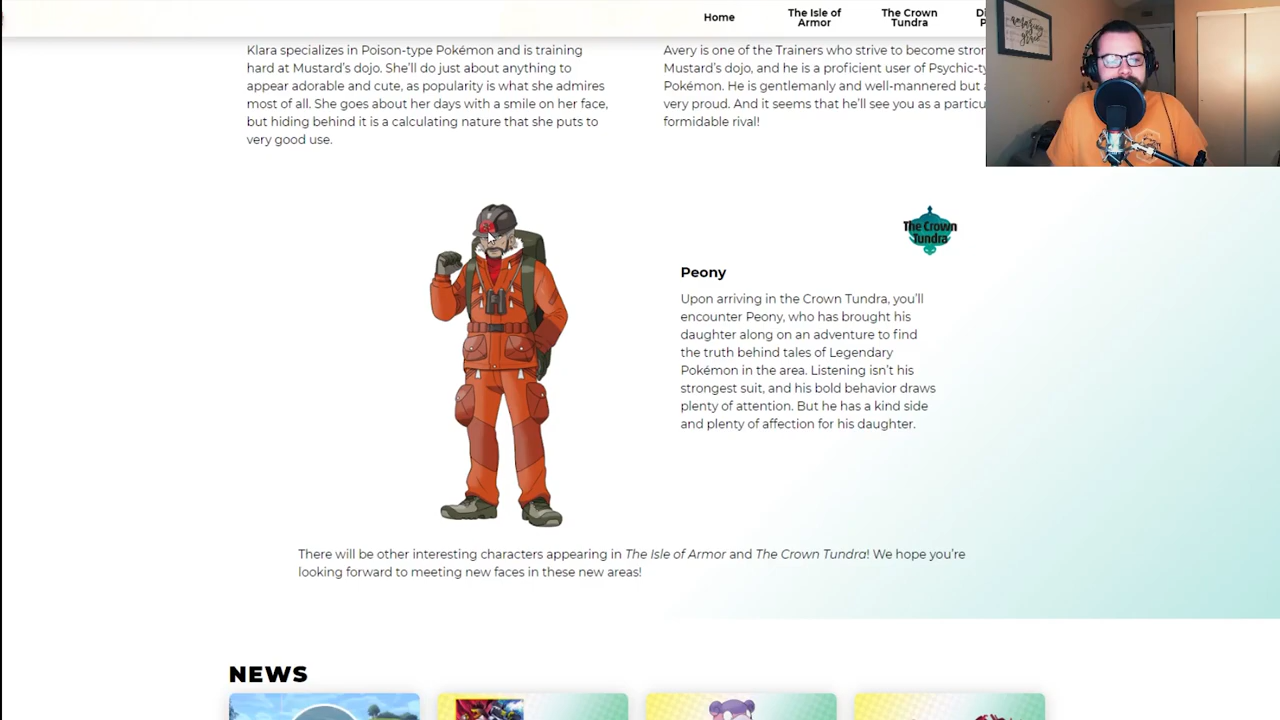 Home
The Isle of
Armor
The Crown
Tundra
Klara specializes in Poison-type Pokémon and is training
hard at Mustard's dojo. She'll do just about anything to
appear adorable and cute, as popularity is what she admires
most of all. She goes about her days with a smile on her face,
but hiding behind it is a calculating nature that she puts to
very good use.
Avery is one of the Trainers who strive to become
Mustard's dojo, and he is a proficient user of
Pokémon. He is gentlemanly and well-mannered but
very proud. And it seems that he'll see you as a
formidable rival!
The Crown
Tundra
Peony
Upon arriving in the Crown Tundra, you'll
encounter Peony, who has brought his
daughter along on an adventure to find
the truth behind tales of Legendary
Pokémon in the area. Listening isn't his
strongest suit, and his bold behavior draws
plenty of attention. But he has a kind side
and plenty of affection for his daughter.
There will be other interesting characters appearing in The Isle of Armor and The Crown Tundra! We hope you're
looking forward to meeting new faces in these new areas!
NEWS